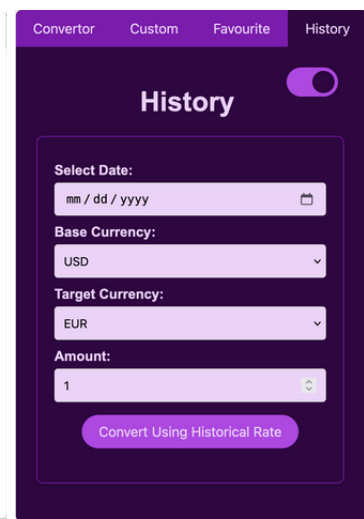 Convertor Custom Favourite History
History
Select Date:
mm / dd / yyyy
Base Currency:
USD
Target Currency:
EUR
Amount:
1
Convert Using Historical Rate